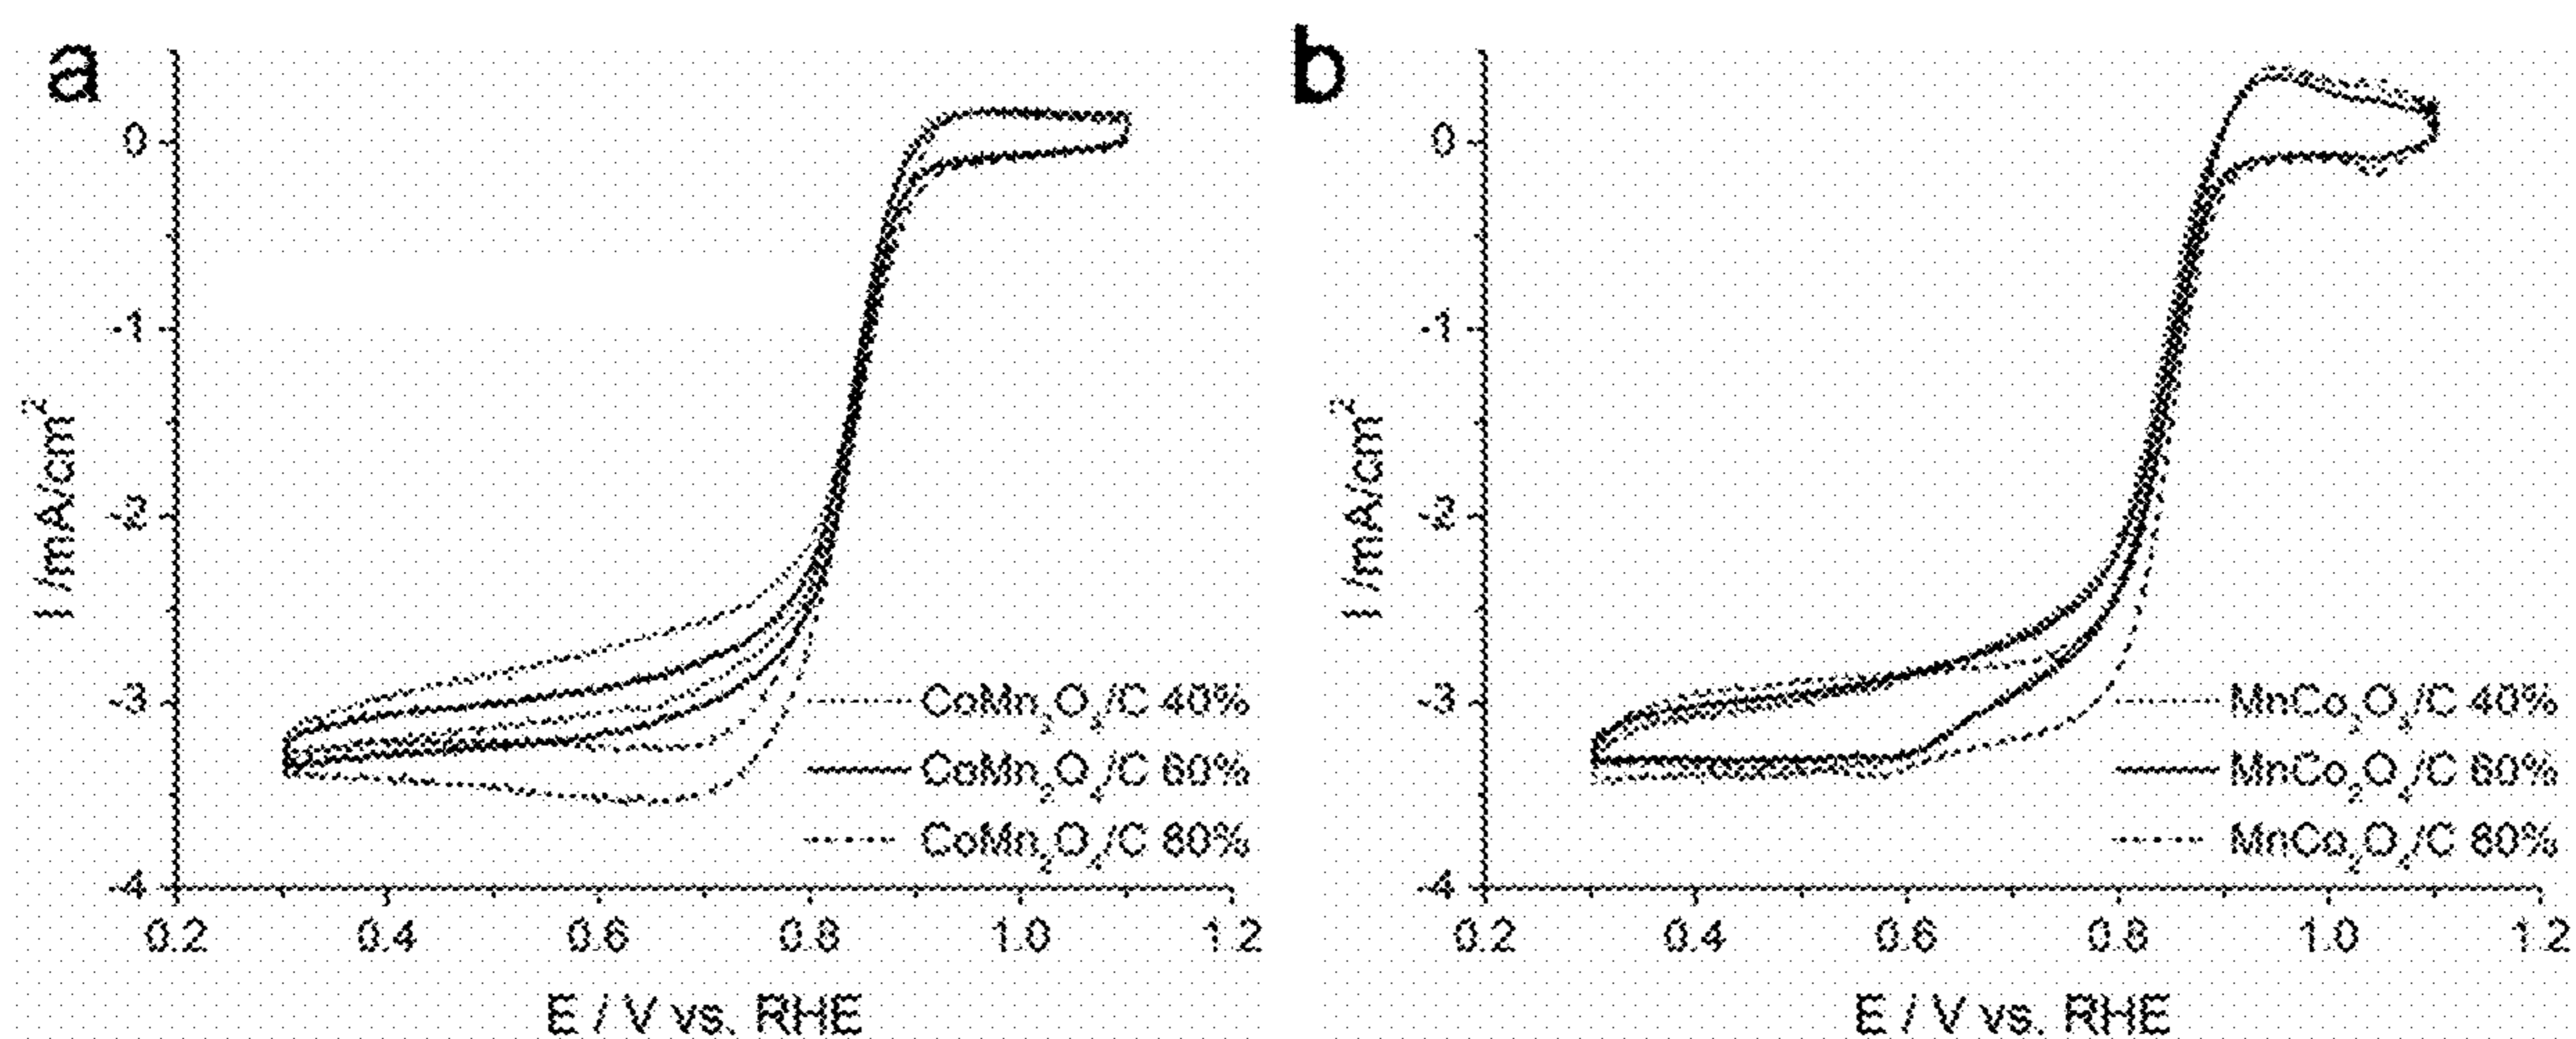 a
0
-1
-2
-3
-4
0.2 0.4 0.6 0.8 1.0 1.2
I /mA/cm²
E / V vs. RHE
CoMn₂O₄/C 40%
CoMn₂O₄/C 60%
CoMn₂O₄/C 80%
b
0
-1
-2
-3
-4
0.2 0.4 0.6 0.8 1.0 1.2
I /mA/cm²
E / V vs. RHE
MnCo₂O₄/C 40%
MnCo₂O₄/C 60%
MnCo₂O₄/C 80%